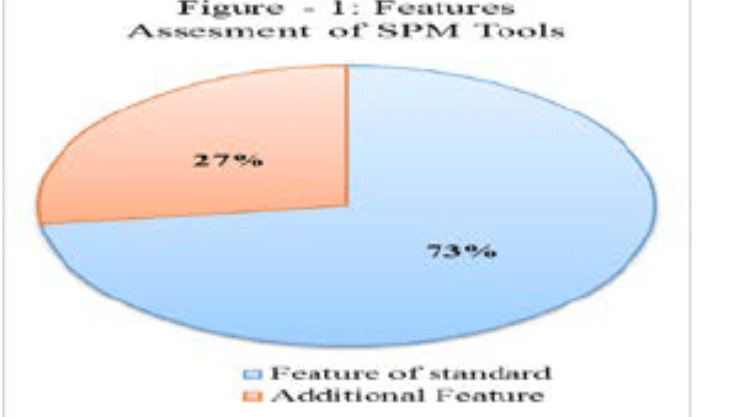 Figure - 1: Features
Assesment of SPM Tools
27%
73%
Feature of standard
Additional Feature